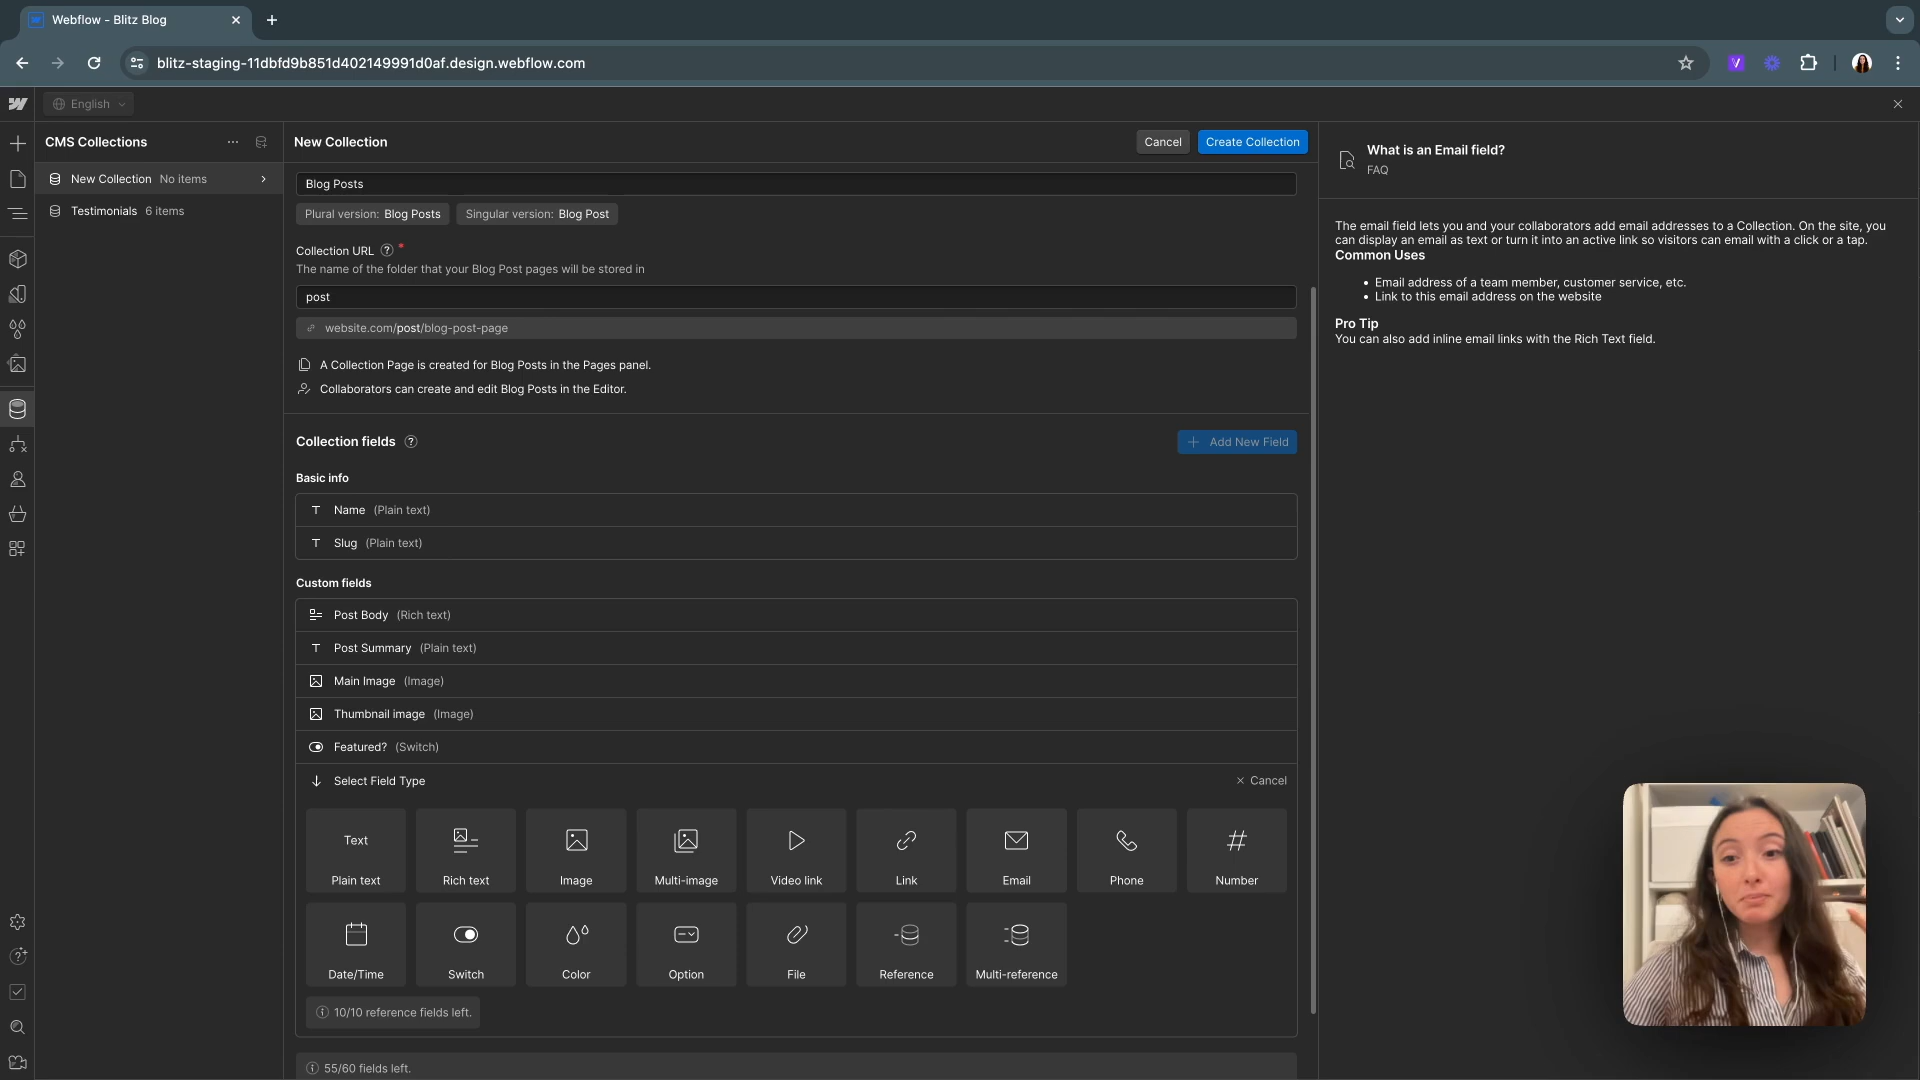 Webflow - Blitz Blog
blitz-staging-11dbfd9b851d402149991d0af.design.webflow.com
English
CMS Collections
New Collection No items
Testimonials 6 items
New Collection
Cancel
Create Collection
Blog Posts
Plural version: Blog Posts
Singular version: Blog Post
Collection URL ? *
The name of the folder that your Blog Post pages will be stored in
post
website.com/post/blog-post-page
A Collection Page is created for Blog Posts in the Pages panel.
Collaborators can create and edit Blog Posts in the Editor.
Collection fields ?
+ Add New Field
Basic info
T Name (Plain text)
T Slug (Plain text)
Custom fields
Post Body (Rich text)
T Post Summary (Plain text)
Main Image (Image)
Thumbnail image (Image)
Featured? (Switch)
Select Field Type
Cancel
Text
Plain text
Rich text
Image
Multi-image
Video link
Link
Email
Phone
#
Number
Date/Time
Switch
Color
Option
File
Reference
Multi-reference
10/10 reference fields left.
55/60 fields left.
What is an Email field?
FAQ
The email field lets you and your collaborators add email addresses to a Collection. On the site, you
can display an email as text or turn it into an active link so visitors can email with a click or a tap.
Common Uses
• Email address of a team member, customer service, etc.
• Link to this email address on the website
Pro Tip
You can also add inline email links with the Rich Text field.
V